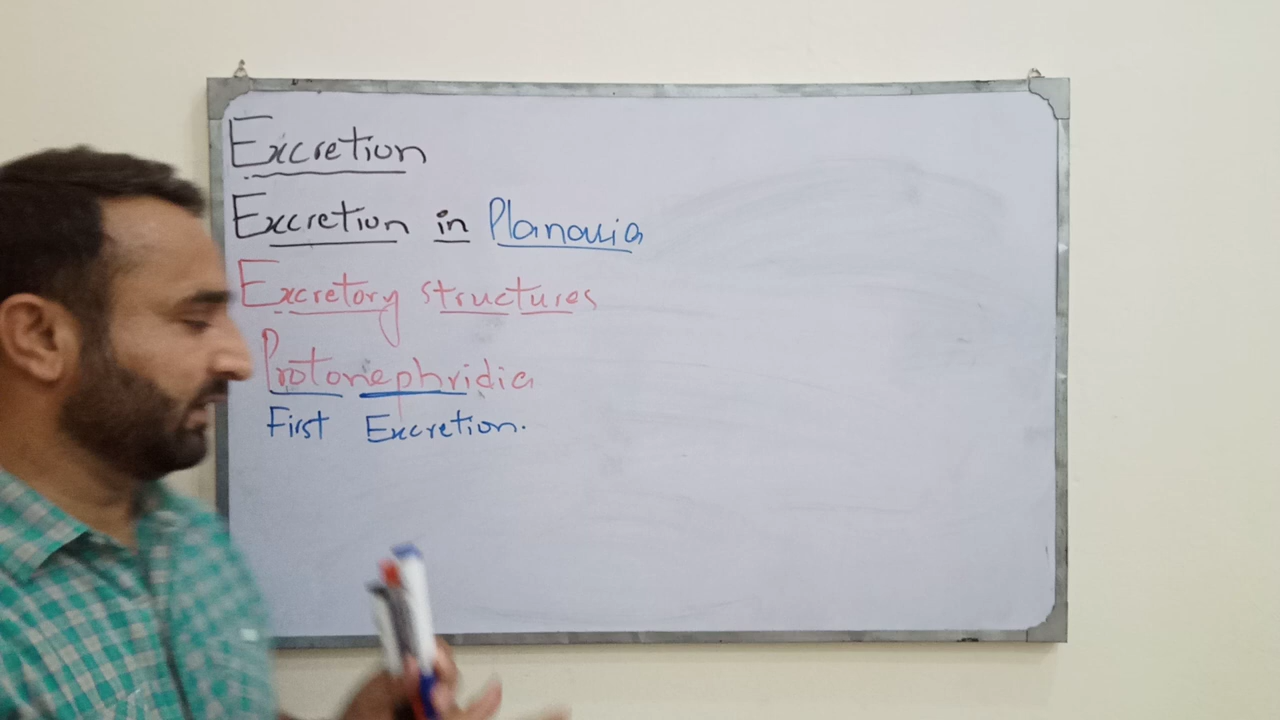 Excretion
Excretion in Planaria
Excretory structures
Protonephridia
First Excretion.